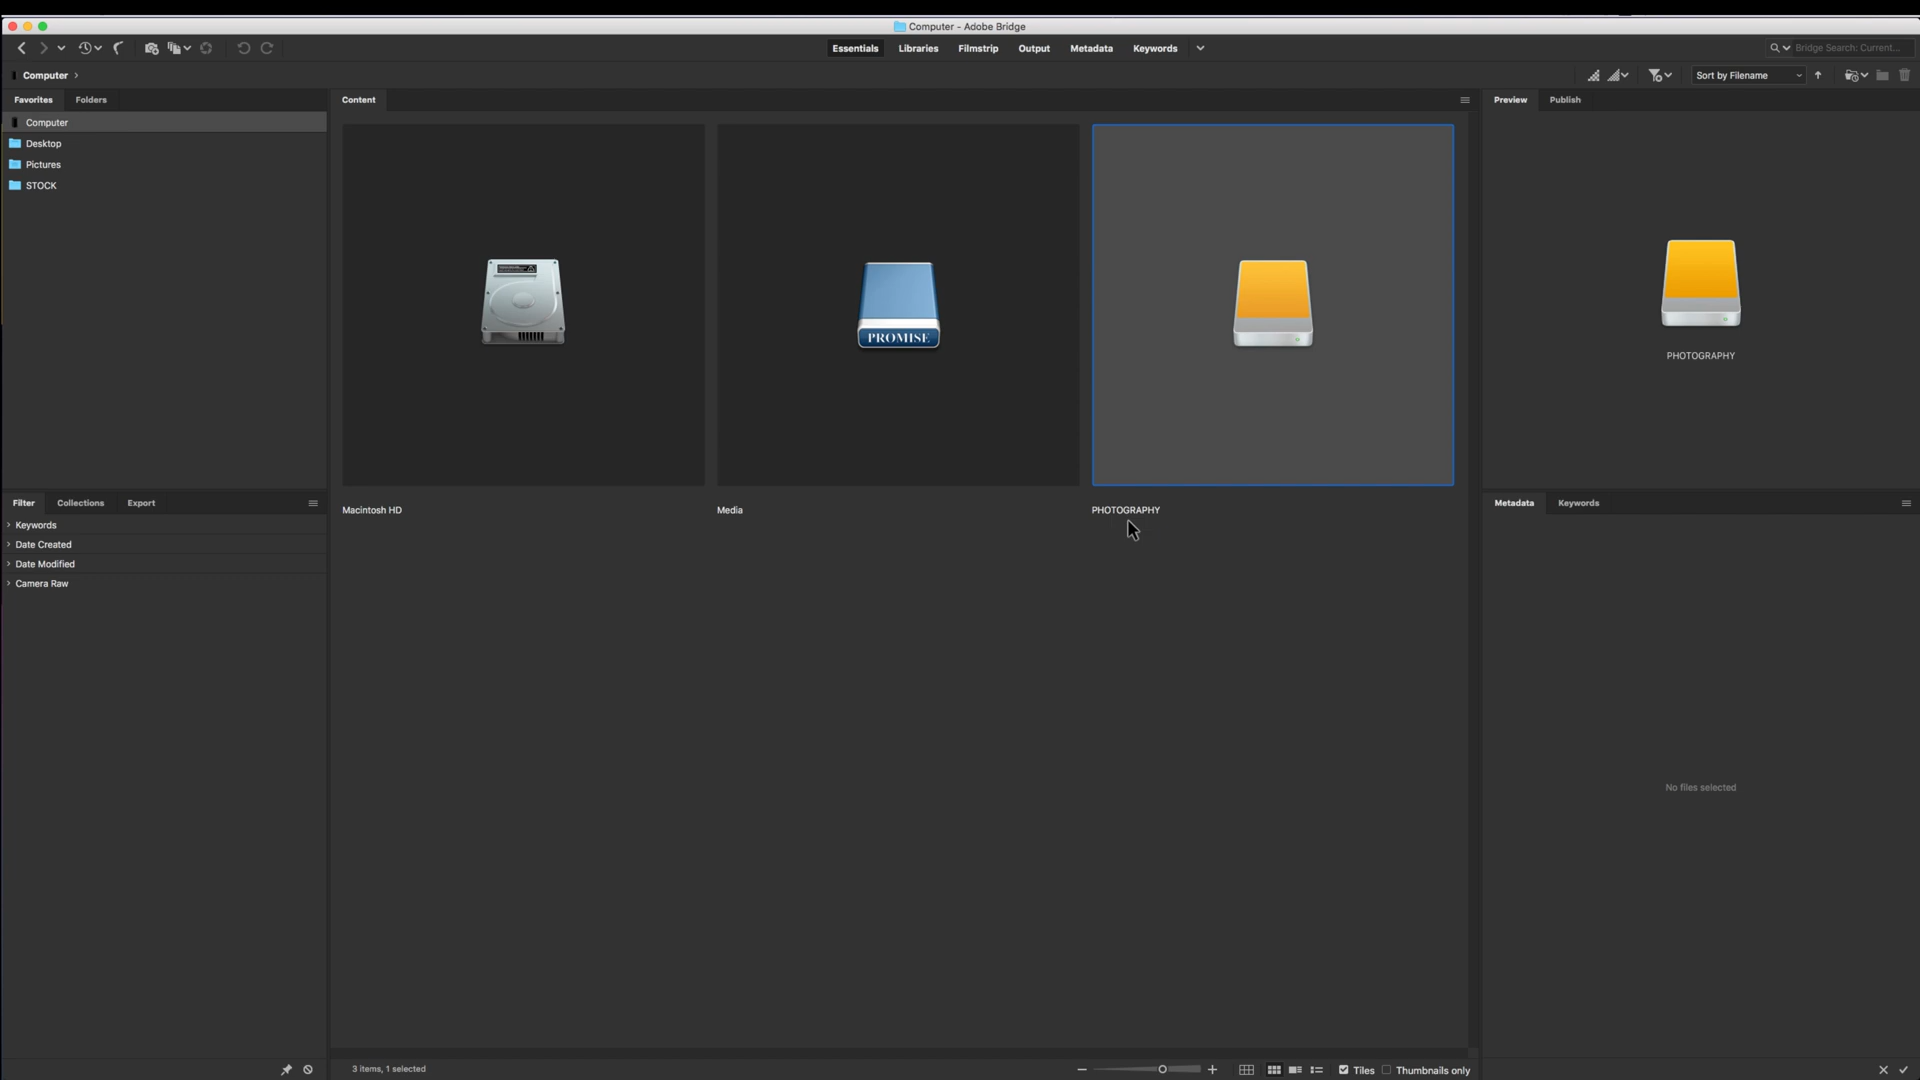 Computer - Adobe Bridge
Essentials Libraries Filmstrip Output Metadata Keywords Bridge Search: Current...
Computer Sort by Filename
Favorites Folders Content Preview Publish
Computer
Desktop
Pictures
STOCK
PROMISE
PHOTOGRAPHY
Macintosh HD Media PHOTOGRAPHY
Filter Collections Export Metadata Keywords
Keywords
Date Created
Date Modified
Camera Raw
No files selected
3 items, 1 selected Tiles Thumbnails only